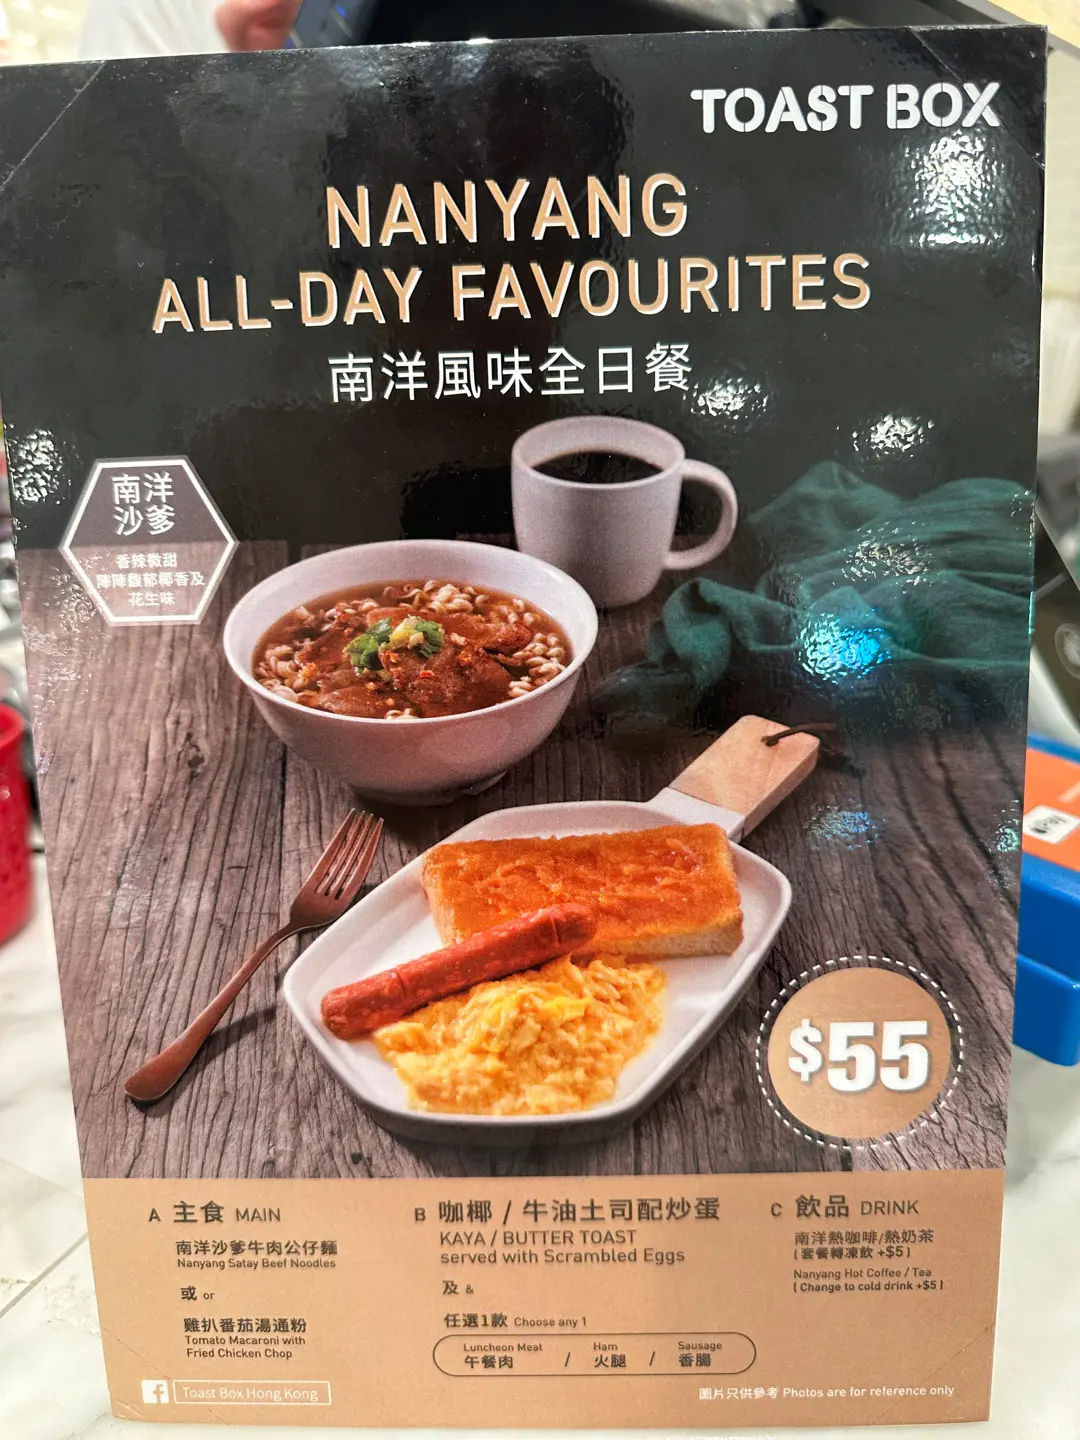 TOAST BOX
NANYANG
ALL-DAY FAVOURITES
南洋風味全日餐
南洋
沙爹
香辣微甜
陣陣馥郁椰香及
花生味
$55
A 主食 MAIN
南洋沙爹牛肉公仔麵
Nanyang Satay Beef Noodles
或 or
雞扒番茄湯通粉
Tomato Macaroni with
Fried Chicken Chop
B 咖椰 / 牛油土司配炒蛋
KAYA / BUTTER TOAST
served with Scrambled Eggs
及 &
任選1款 Choose any 1
Luncheon Meat
午餐肉
/
Ham
火腿
/
Sausage
香腸
C 飲品 DRINK
南洋熱咖啡/熱奶茶
(套餐轉凍飲 +$5)
Nanyang Hot Coffee / Tea
(Change to cold drink +$5)
Toast Box Hong Kong
圖片只供參考 Photos are for reference only